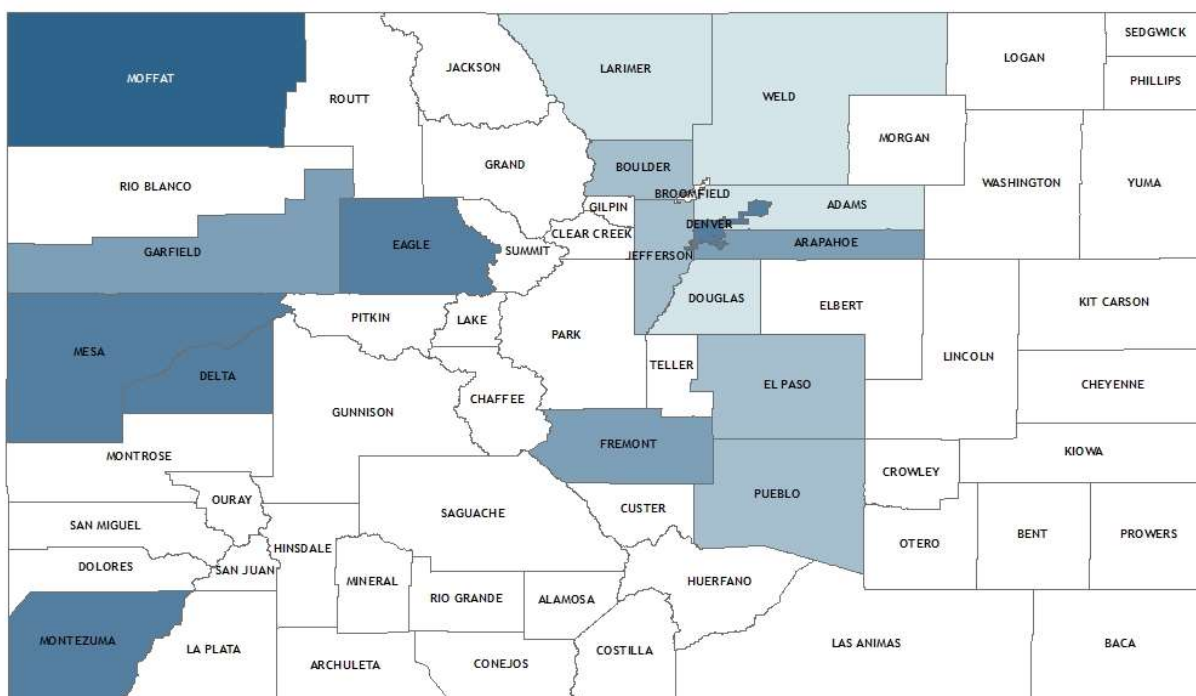 SEDGWICK
LOGAN
JACKSON
LARIMER
MOFFAT
PHILLIPS
WELD
ROUTT
MORGAN
GRAND
BOULDER
WASHINGTON
YUMA
RIO BLANCO
BROOMFIELD
GILPIN
ADAMS
DENVER
CLEAR CREEK
ARAPAHOE
EAGLE
GARFIELD
SUMMIT
JEFFERSON
DOUGLAS
KIT CARSON
ELBERT
PITKIN
LAKE
PARK
MESA
LINCOLN
TELLER
DELTA
EL PASO
CHEYENNE
CHAFFEE
GUNNISON
FREMONT
KIOWA
MONTROSE
CROWLEY
PUEBLO
OURAY
CUSTER
SAGUACHE
SAN MIGUEL
BENT
PROWERS
OTERO
HINSDALE
DOLORES
SAN JUAN
MINERAL
HUERFANO
RIO GRANDE
ALAMOSA
MONTEZUMA
LA PLATA
LAS ANIMAS
BACA
COSTILLA
ARCHULETA
CONEJOS